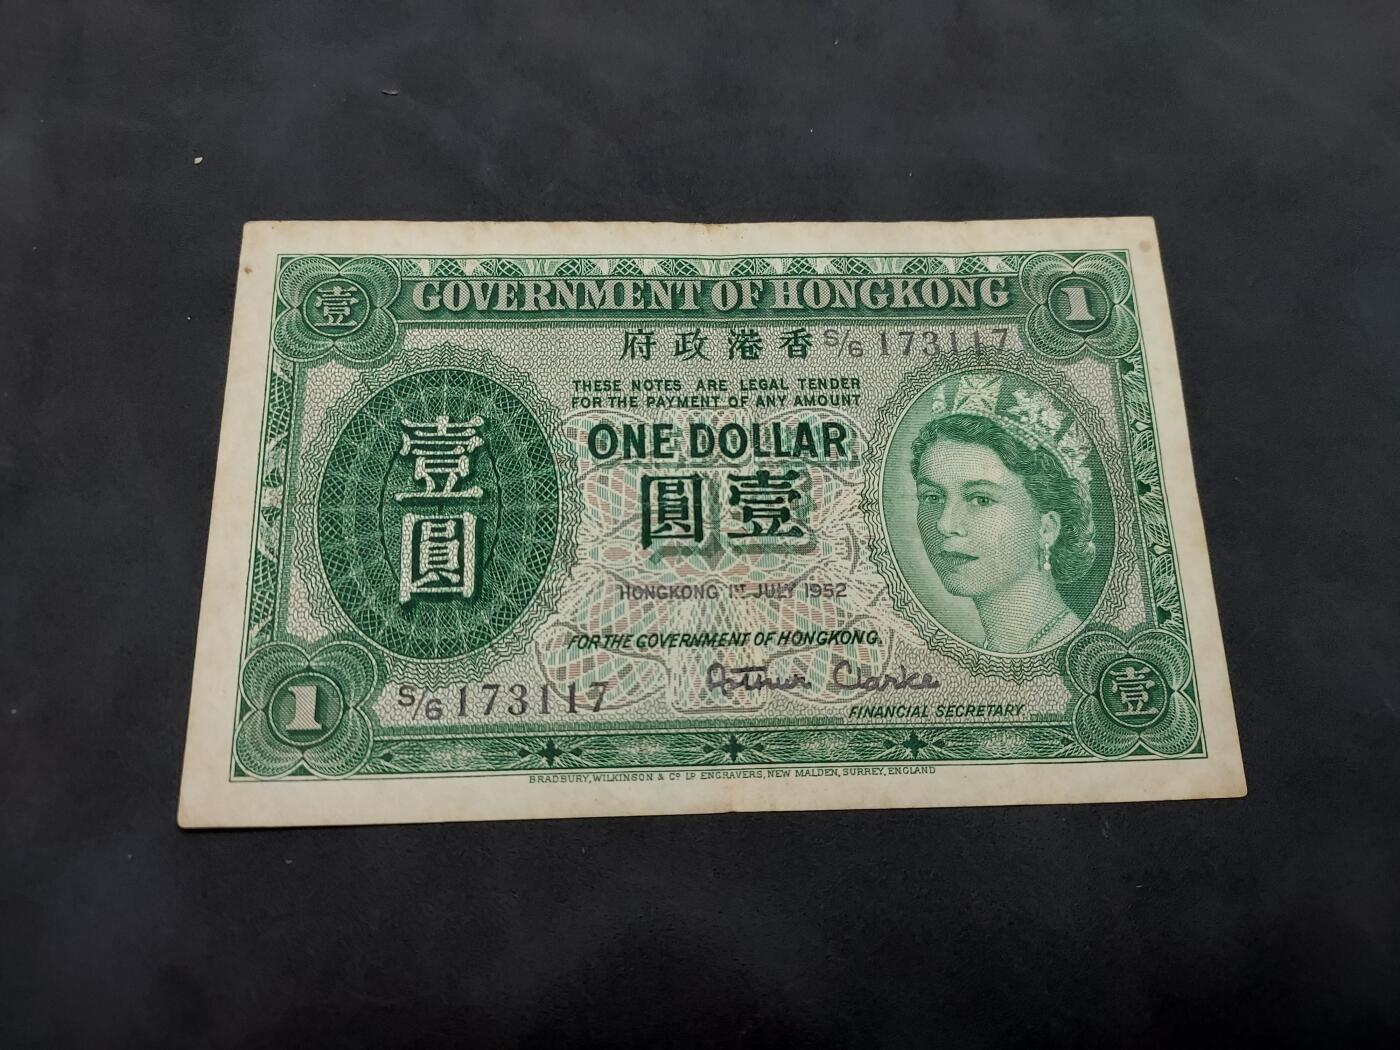 壹 GOVERNMENT OF HONGKONG 1
府政港香 S/6 173117
THESE NOTES ARE LEGAL TENDER
FOR THE PAYMENT OF ANY AMOUNT
ONE DOLLAR
圓壹
壹
圓
HONGKONG 1ST JULY 1952
FOR THE GOVERNMENT OF HONGKONG.
Arthur Clarke
FINANCIAL SECRETARY
1 S/6 173117 壹
BRADBURY, WILKINSON & Co. LD. ENGRAVERS, NEW MALDEN, SURREY, ENGLAND